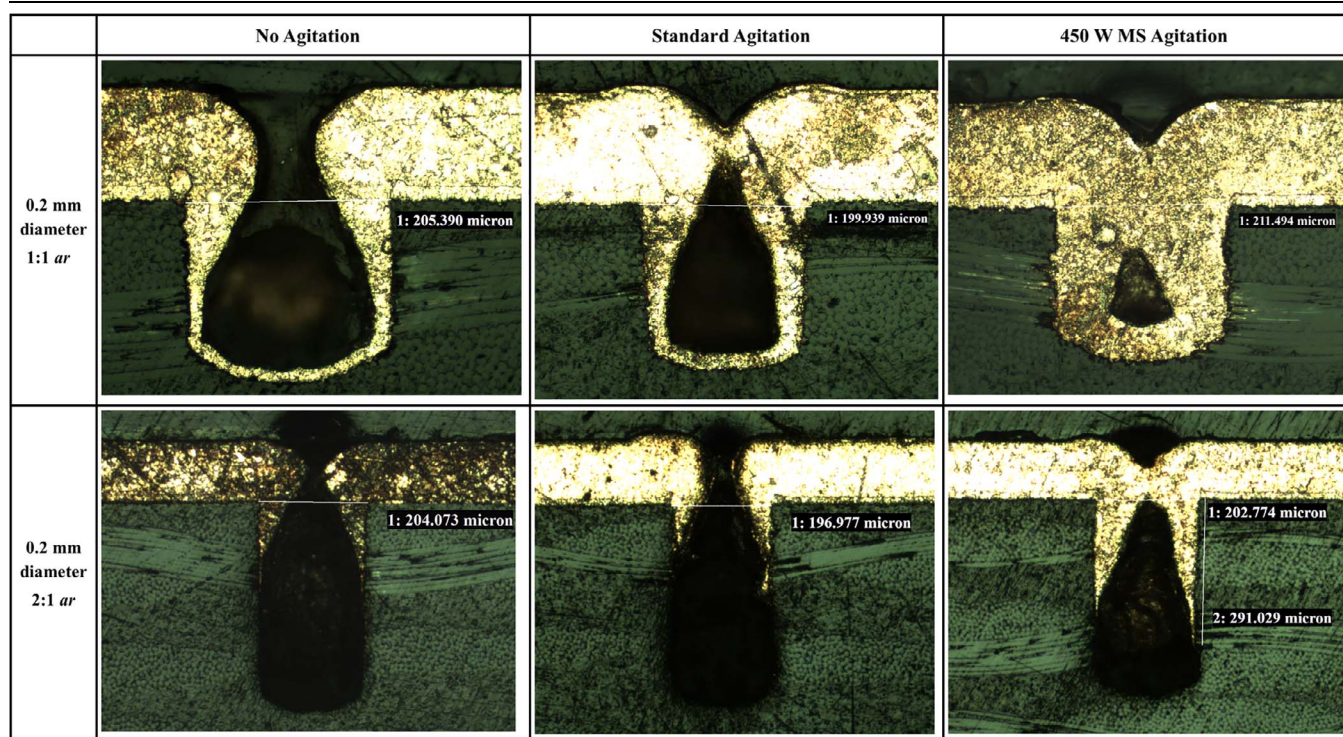 No Agitation
Standard Agitation
450 W MS Agitation
0.2 mm
diameter
1:1 ar
1: 205.390 micron
1: 199.939 micron
1: 211.494 micron
0.2 mm
diameter
2:1 ar
1: 204.073 micron
1: 196.977 micron
1: 202.774 micron
2: 291.029 micron